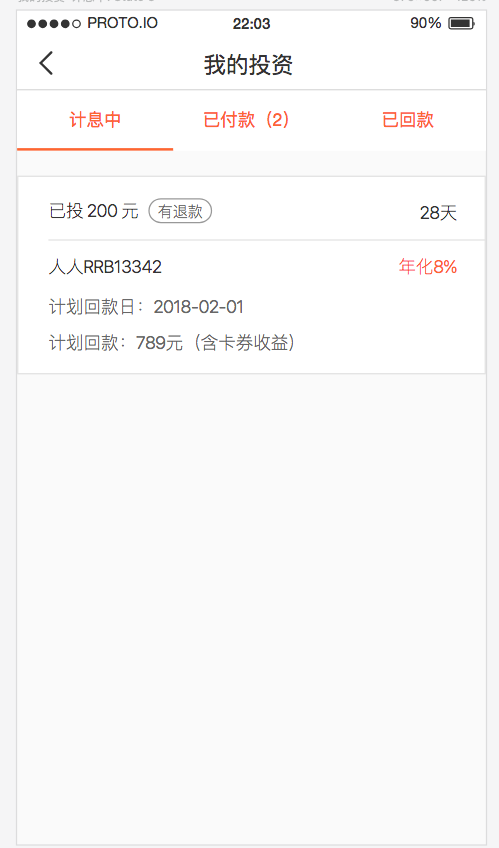 PROTO.IO 22:03 90%
我的投资
计息中 已付款（2） 已回款
已投 200 元 有退款 28天
人人RRB13342 年化8%
计划回款日：2018-02-01
计划回款：789元（含卡券收益）